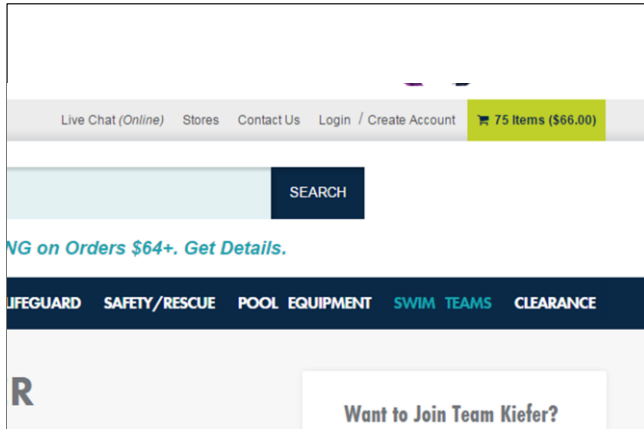 Live Chat (Online) Stores Contact Us Login / Create Account 75 Items ($66.00)
SEARCH
NG on Orders $64+. Get Details.
LIFEGUARD SAFETY/RESCUE POOL EQUIPMENT SWIM TEAMS CLEARANCE
R
Want to Join Team Kiefer?